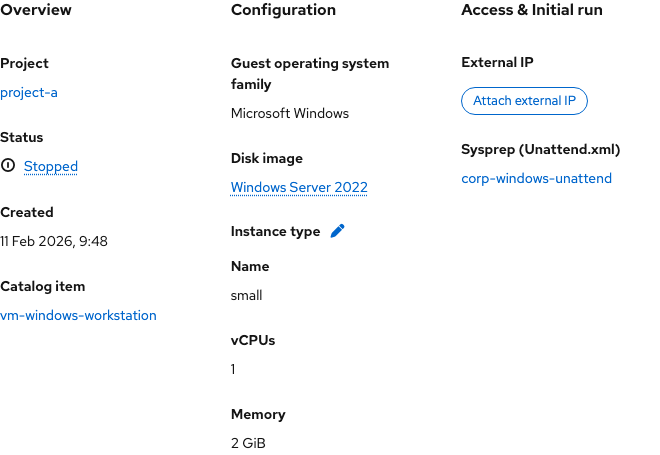 Overview
Project
project-a
Status
Stopped
Created
11 Feb 2026, 9:48
Catalog item
vm-windows-workstation
Configuration
Guest operating system
family
Microsoft Windows
Disk image
Windows Server 2022
Instance type
Name
small
vCPUs
1
Memory
2 GiB
Access & Initial run
External IP
Attach external IP
Sysprep (Unattend.xml)
corp-windows-unattend